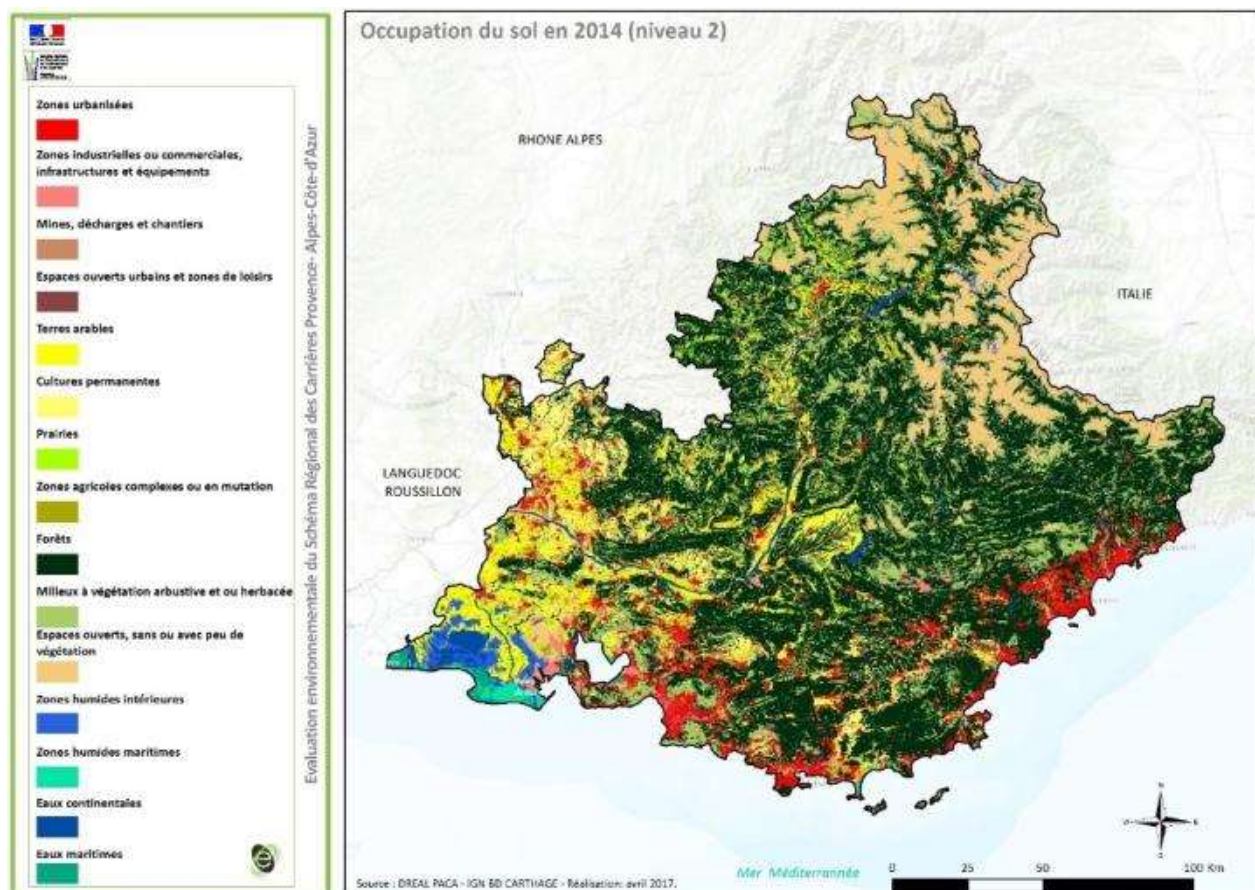 Zones urbanisées
Zones industrielles ou commerciales,
infrastructures et équipements
Mines, décharges et chantiers
Espaces ouverts urbains et zones de loisirs
Terres arables
Cultures permanentes
Prairies
Zones agricoles complexes ou en mutation
Forêts
Milieux à végétation arbustive et ou herbacée
Espaces ouverts, sans ou avec peu de
végétation
Zones humides intérieures
Zones humides maritimes
Eaux continentales
Eaux maritimes
Evaluation environnementale du Schéma Régional des Carrières Provence- Alpes-Côte-d'Azur
Occupation du sol en 2014 (niveau 2)
RHONE ALPES
ITALIE
LANGUEDOC
ROUSSILLON
Mer Méditerrannée
0 25 50 100 Km
Source : DREAL PACA - IGN BD CARTHAGE - Réalisation: avril 2017.